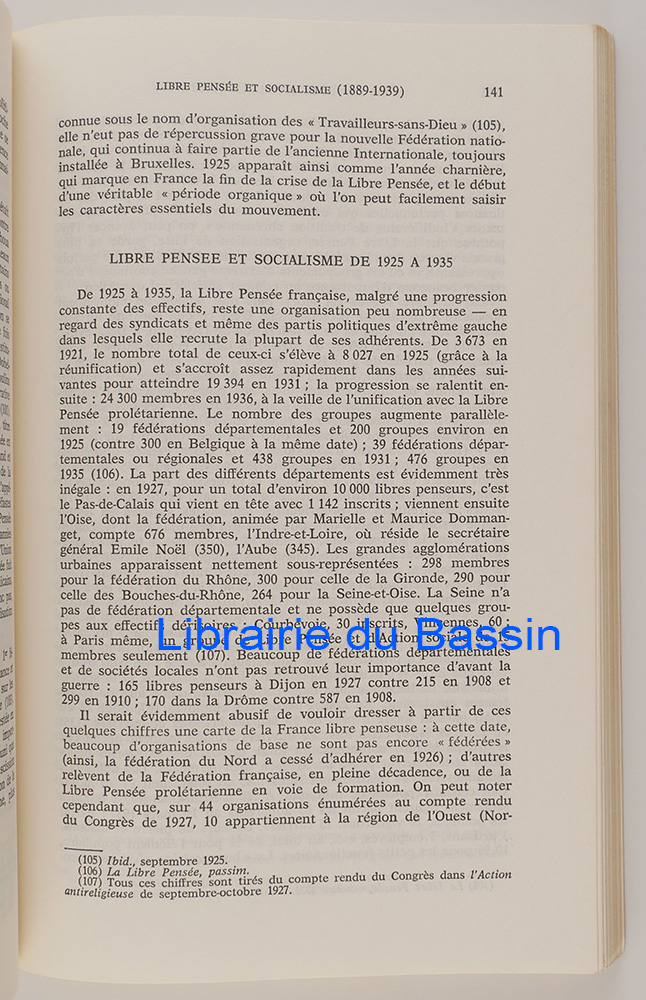 LIBRE PENSÉE ET SOCIALISME (1889-1939) 141
connue sous le nom d'organisation des « Travailleurs-sans-Dieu » (105),
elle n'eut pas de répercussion grave pour la nouvelle Fédération natio-
nale, qui continua à faire partie de l'ancienne Internationale, toujours
installée à Bruxelles. 1925 apparaît ainsi comme l'année charnière,
qui marque en France la fin de la crise de la Libre Pensée, et le début
d'une véritable « période organique » où l'on peut facilement saisir
les caractères essentiels du mouvement.
LIBRE PENSEE ET SOCIALISME DE 1925 A 1935
De 1925 à 1935, la Libre Pensée française, malgré une progression
constante des effectifs, reste une organisation peu nombreuse — en
regard des syndicats et même des partis politiques d'extrême gauche
dans lesquels elle recrute la plupart de ses adhérents. De 3 673 en
1921, le nombre total de ceux-ci s'élève à 8 027 en 1925 (grâce à la
réunification) et s'accroît assez rapidement dans les années sui-
vantes pour atteindre 19 394 en 1931 ; la progression se ralentit en-
suite : 24 300 membres en 1936, à la veille de l'unification avec la Libre
Pensée prolétarienne. Le nombre des groupes augmente parallèle-
ment : 19 fédérations départementales et 200 groupes environ en
1925 (contre 300 en Belgique à la même date) ; 39 fédérations dépar-
tementales ou régionales et 438 groupes en 1931 ; 476 groupes en
1935 (106). La part des différents départements est évidemment très
inégale : en 1927, pour un total d'environ 10 000 libres penseurs, c'est
le Pas-de-Calais qui vient en tête avec 1 142 inscrits ; viennent ensuite
l'Oise, dont la fédération, animée par Marielle et Maurice Domman-
get, compte 676 membres, l'Indre-et-Loire, où réside le secrétaire
général Emile Noël (350), l'Aube (345). Les grandes agglomérations
urbaines apparaissent nettement sous-représentées : 298 membres
pour la fédération du Rhône, 300 pour celle de la Gironde, 290 pour
celle des Bouches-du-Rhône, 264 pour la Seine-et-Oise. La Seine n'a
pas de fédération départementale et ne possède que quelques grou-
pes aux effectifs dérisoires : Courbevoie, 30 inscrits, Vincennes, 60 ;
à Paris même, un groupe de Libre Pensée et d'Action sociale de 19
membres seulement (107). Beaucoup de fédérations départementales
et de sociétés locales n'ont pas retrouvé leur importance d'avant la
guerre : 165 libres penseurs à Dijon en 1927 contre 215 en 1908 et
299 en 1910 ; 170 dans la Drôme contre 587 en 1908.
Il serait évidemment abusif de vouloir dresser à partir de ces
quelques chiffres une carte de la France libre penseuse : à cette date,
beaucoup d'organisations de base ne sont pas encore « fédérées »
(ainsi, la fédération du Nord a cessé d'adhérer en 1926) ; d'autres
relèvent de la Fédération française, en pleine décadence, ou de la
Libre Pensée prolétarienne en voie de formation. On peut noter
cependant que, sur 44 organisations énumérées au compte rendu
du Congrès de 1927, 10 appartiennent à la région de l'Ouest (Nor-
(105) Ibid., septembre 1925.
(106) La Libre Pensée, passim.
(107) Tous ces chiffres sont tirés du compte rendu du Congrès dans l'Action
antireligieuse de septembre-octobre 1927.
Librairie du Bassin